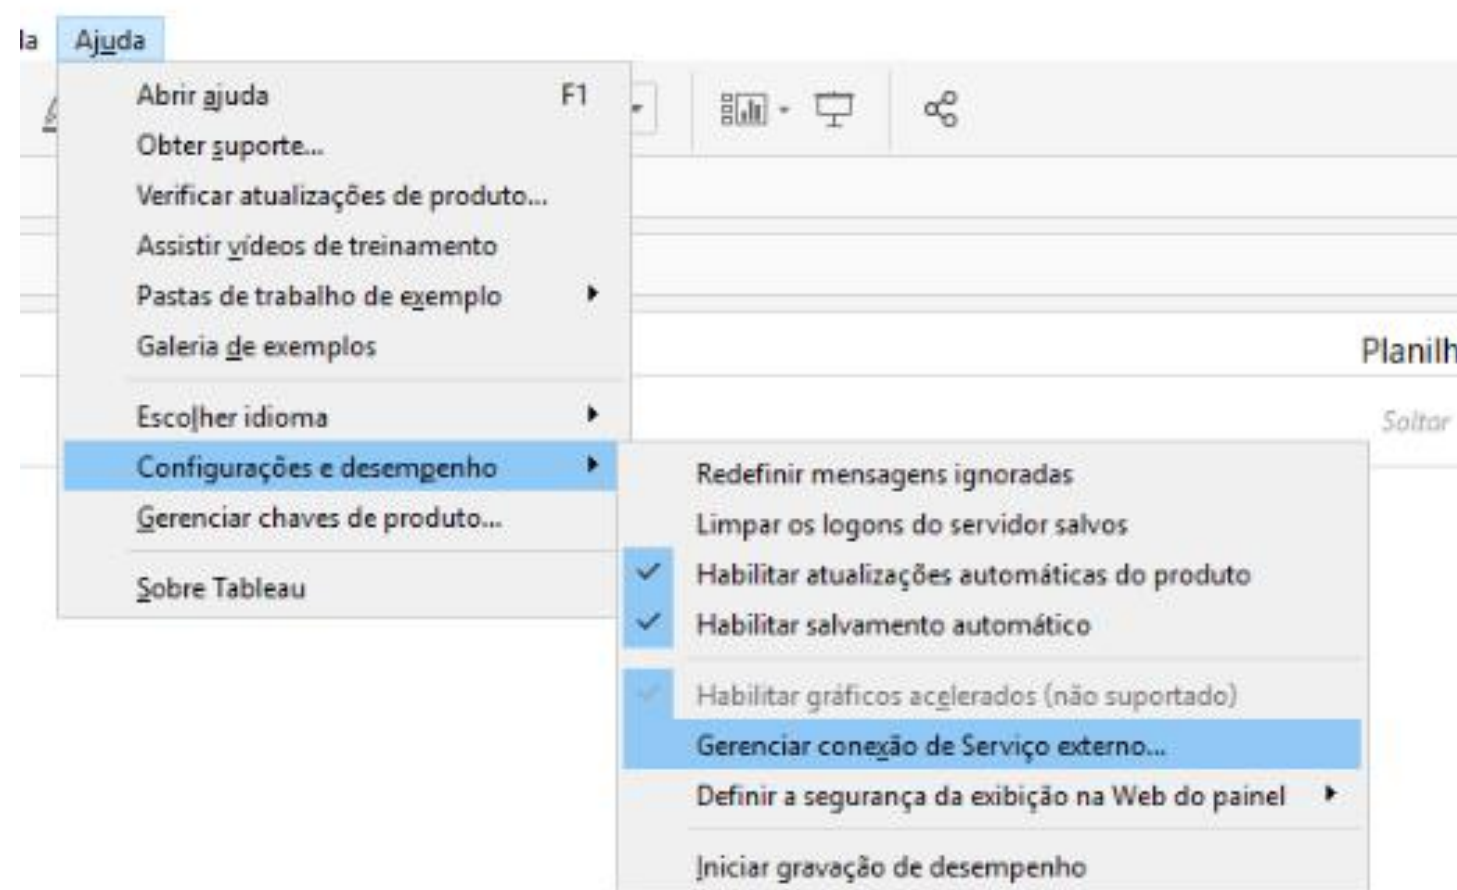 Ajuda
Abrir ajuda F1
Obter suporte...
Verificar atualizações de produto...
Assistir vídeos de treinamento
Pastas de trabalho de exemplo
Galeria de exemplos
Escolher idioma
Configurações e desempenho
Gerenciar chaves de produto...
Sobre Tableau
Planilh
Soltar
Redefinir mensagens ignoradas
Limpar os logons do servidor salvos
Habilitar atualizações automáticas do produto
Habilitar salvamento automático
Habilitar gráficos acelerados (não suportado)
Gerenciar conexão de Serviço externo...
Definir a segurança da exibição na Web do painel
Iniciar gravação de desempenho